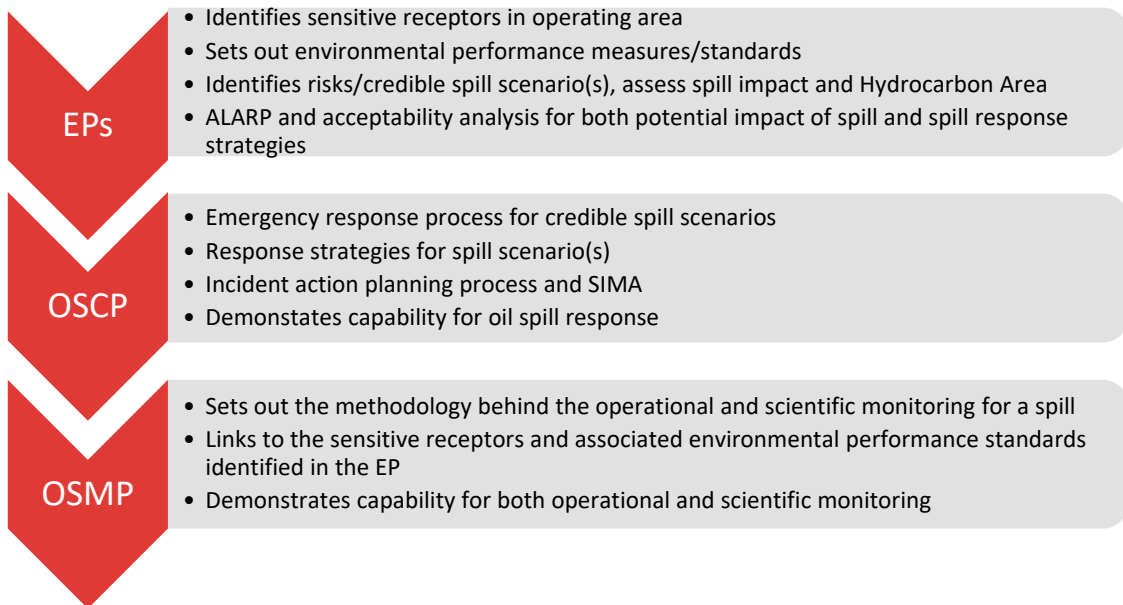 EPs
• Identifies sensitive receptors in operating area
• Sets out environmental performance measures/standards
• Identifies risks/credible spill scenario(s), assess spill impact and Hydrocarbon Area
• ALARP and acceptability analysis for both potential impact of spill and spill response
strategies
OSCP
• Emergency response process for credible spill scenarios
• Response strategies for spill scenario(s)
• Incident action planning process and SIMA
• Demonstates capability for oil spill response
OSMP
• Sets out the methodology behind the operational and scientific monitoring for a spill
• Links to the sensitive receptors and associated environmental performance standards
identified in the EP
• Demonstrates capability for both operational and scientific monitoring